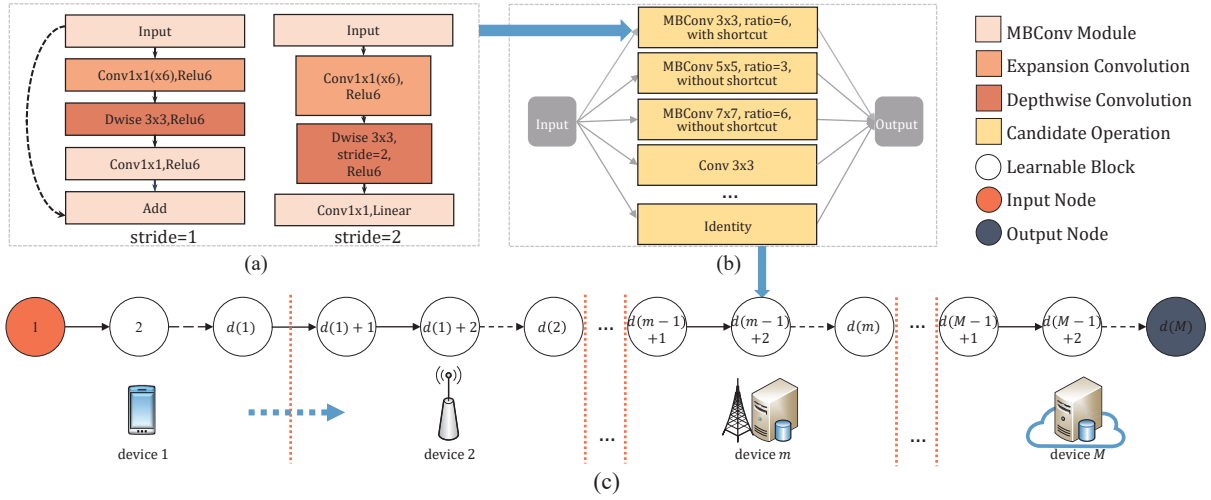 Input
Conv1x1(x6),Relu6
Dwise 3x3,Relu6
Conv1x1,Relu6
Add
stride=1
Input
Conv1x1(x6),
Relu6
Dwise 3x3,
stride=2,
Relu6
Conv1x1,Linear
stride=2
(a)
Input
MBConv 3x3, ratio=6,
with shortcut
MBConv 5x5, ratio=3,
without shortcut
MBConv 7x7, ratio=6,
without shortcut
Conv 3x3
...
Identity
Output
(b)
MBConv Module
Expansion Convolution
Depthwise Convolution
Candidate Operation
Learnable Block
Input Node
Output Node
1
2
d(1)
d(1) + 1
d(1) + 2
d(2)
...
d(m − 1)
+1
d(m − 1)
+2
d(m)
...
d(M − 1)
+1
d(M − 1)
+2
d(M)
device 1
device 2
...
device m
...
device M
(c)